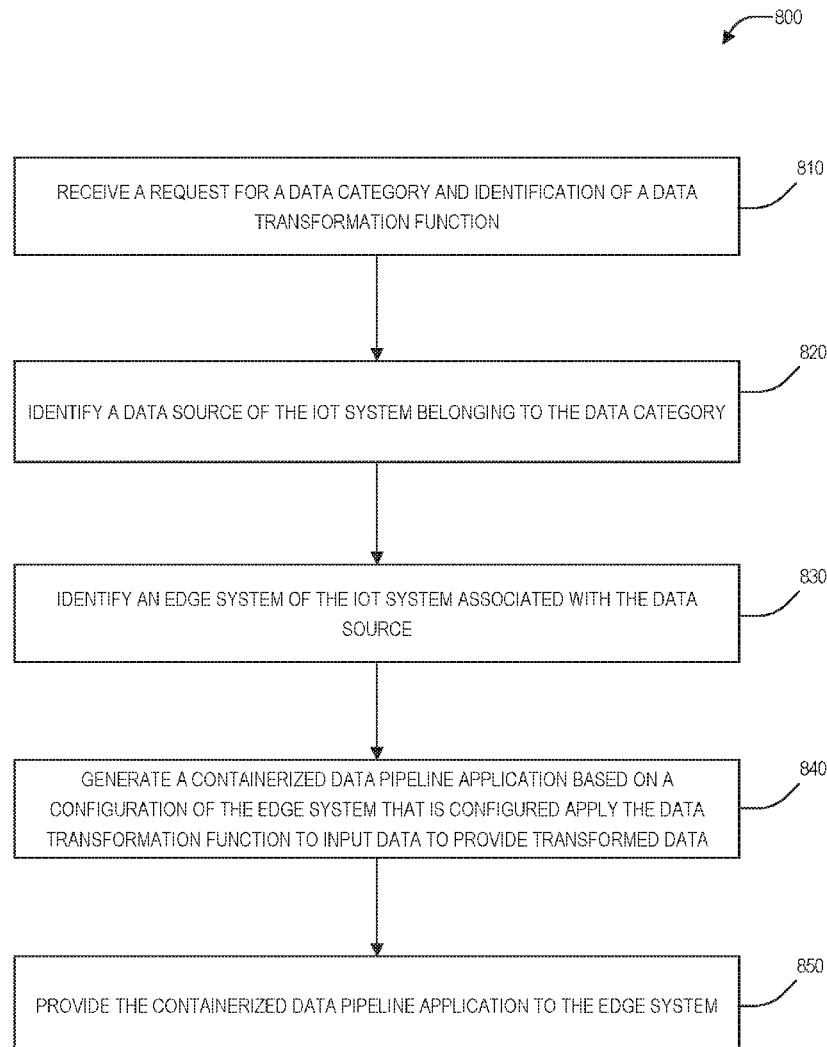 800
RECEIVE A REQUEST FOR A DATA CATEGORY AND IDENTIFICATION OF A DATA
TRANSFORMATION FUNCTION
810
IDENTIFY A DATA SOURCE OF THE IOT SYSTEM BELONGING TO THE DATA CATEGORY
820
IDENTIFY AN EDGE SYSTEM OF THE IOT SYSTEM ASSOCIATED WITH THE DATA
SOURCE
830
GENERATE A CONTAINERIZED DATA PIPELINE APPLICATION BASED ON A
CONFIGURATION OF THE EDGE SYSTEM THAT IS CONFIGURED APPLY THE DATA
TRANSFORMATION FUNCTION TO INPUT DATA TO PROVIDE TRANSFORMED DATA
840
PROVIDE THE CONTAINERIZED DATA PIPELINE APPLICATION TO THE EDGE SYSTEM
850